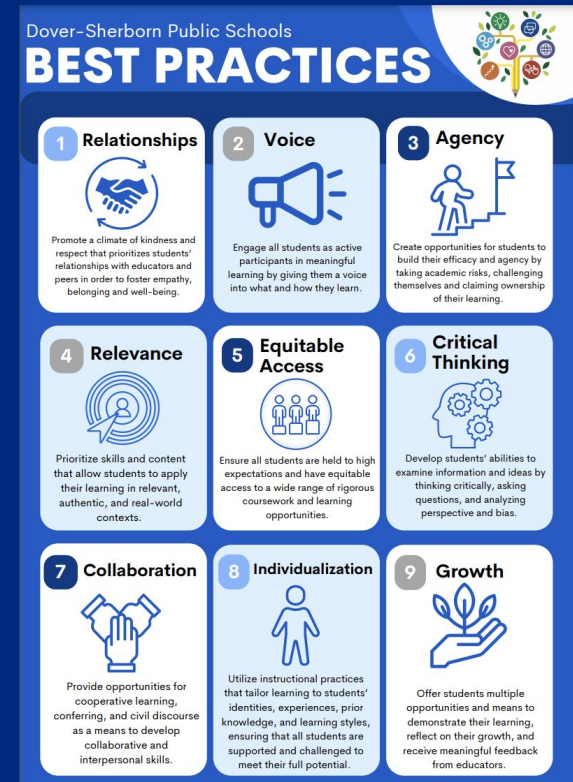 Dover-Sherborn Public Schools
BEST PRACTICES
1 Relationships
Promote a climate of kindness and
respect that prioritizes students'
relationships with educators and
peers in order to foster empathy,
belonging and well-being.
2 Voice
Engage all students as active
participants in meaningful
learning by giving them a voice
into what and how they learn.
3 Agency
Create opportunities for students to
build their efficacy and agency by
taking academic risks, challenging
themselves and claiming ownership
of their learning.
4 Relevance
Prioritize skills and content
that allow students to apply
their learning in relevant,
authentic, and real-world
contexts.
5 Equitable
Access
Ensure all students are held to high
expectations and have equitable
access to a wide range of rigorous
coursework and learning
opportunities.
6 Critical
Thinking
Develop students' abilities to
examine information and ideas by
thinking critically, asking
questions, and analyzing
perspective and bias.
7 Collaboration
Provide opportunities for
cooperative learning,
conferring, and civil discourse
as a means to develop
collaborative and
interpersonal skills.
8 Individualization
Utilize instructional practices
that tailor learning to students'
identities, experiences, prior
knowledge, and learning styles,
ensuring that all students are
supported and challenged to
meet their full potential.
9 Growth
Offer students multiple
opportunities and means to
demonstrate their learning,
reflect on their growth, and
receive meaningful feedback
from educators.